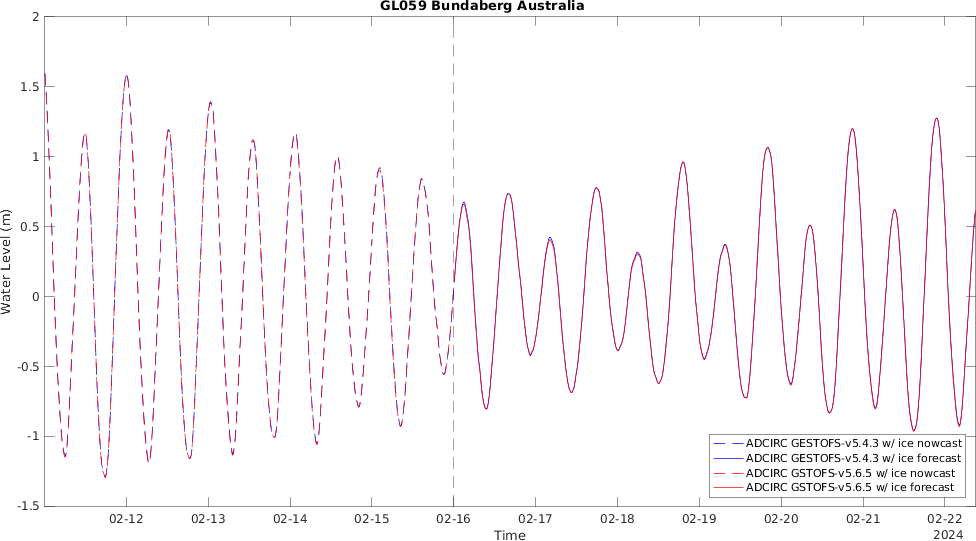 GL059 Bundaberg Australia
2
1.5
1
0.5
0
-0.5
-1
-1.5
Water Level (m)
ADCIRC GESTOFS-v5.4.3 w/ ice nowcast
ADCIRC GESTOFS-v5.4.3 w/ ice forecast
ADCIRC GSTOFS-v5.6.5 w/ ice nowcast
ADCIRC GSTOFS-v5.6.5 w/ ice forecast
02-12 02-13 02-14 02-15 02-16 02-17 02-18 02-19 02-20 02-21 02-22
2024
Time